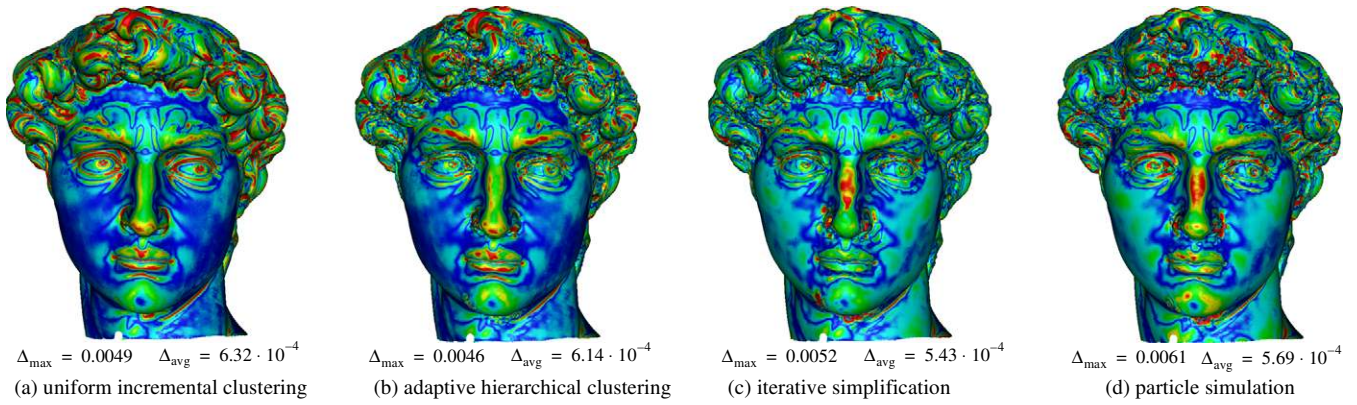 Δmax = 0.0049 Δavg = 6.32 · 10⁻⁴
(a) uniform incremental clustering
Δmax = 0.0046 Δavg = 6.14 · 10⁻⁴
(b) adaptive hierarchical clustering
Δmax = 0.0052 Δavg = 5.43 · 10⁻⁴
(c) iterative simplification
Δmax = 0.0061 Δavg = 5.69 · 10⁻⁴
(d) particle simulation